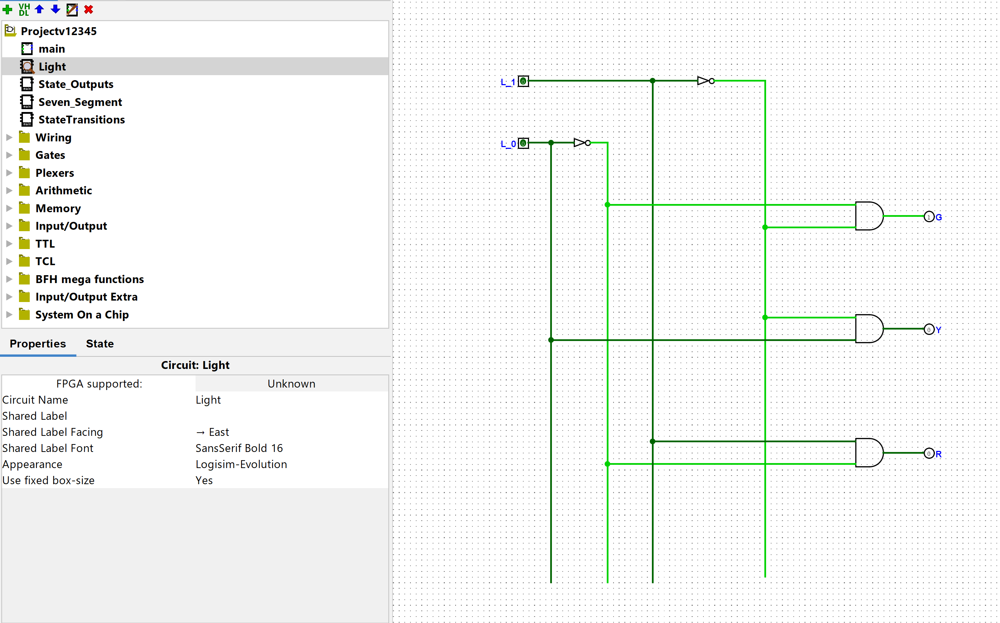 VH
DL
Projectv12345
main
Light
State_Outputs
Seven_Segment
StateTransitions
Wiring
Gates
Plexers
Arithmetic
Memory
Input/Output
TTL
TCL
BFH mega functions
Input/Output Extra
System On a Chip
Properties State
Circuit: Light
FPGA supported: Unknown
Circuit Name Light
Shared Label
Shared Label Facing → East
Shared Label Font SansSerif Bold 16
Appearance Logisim-Evolution
Use fixed box-size Yes
L_1 0
L_0 0
1 G
0 Y
0 R